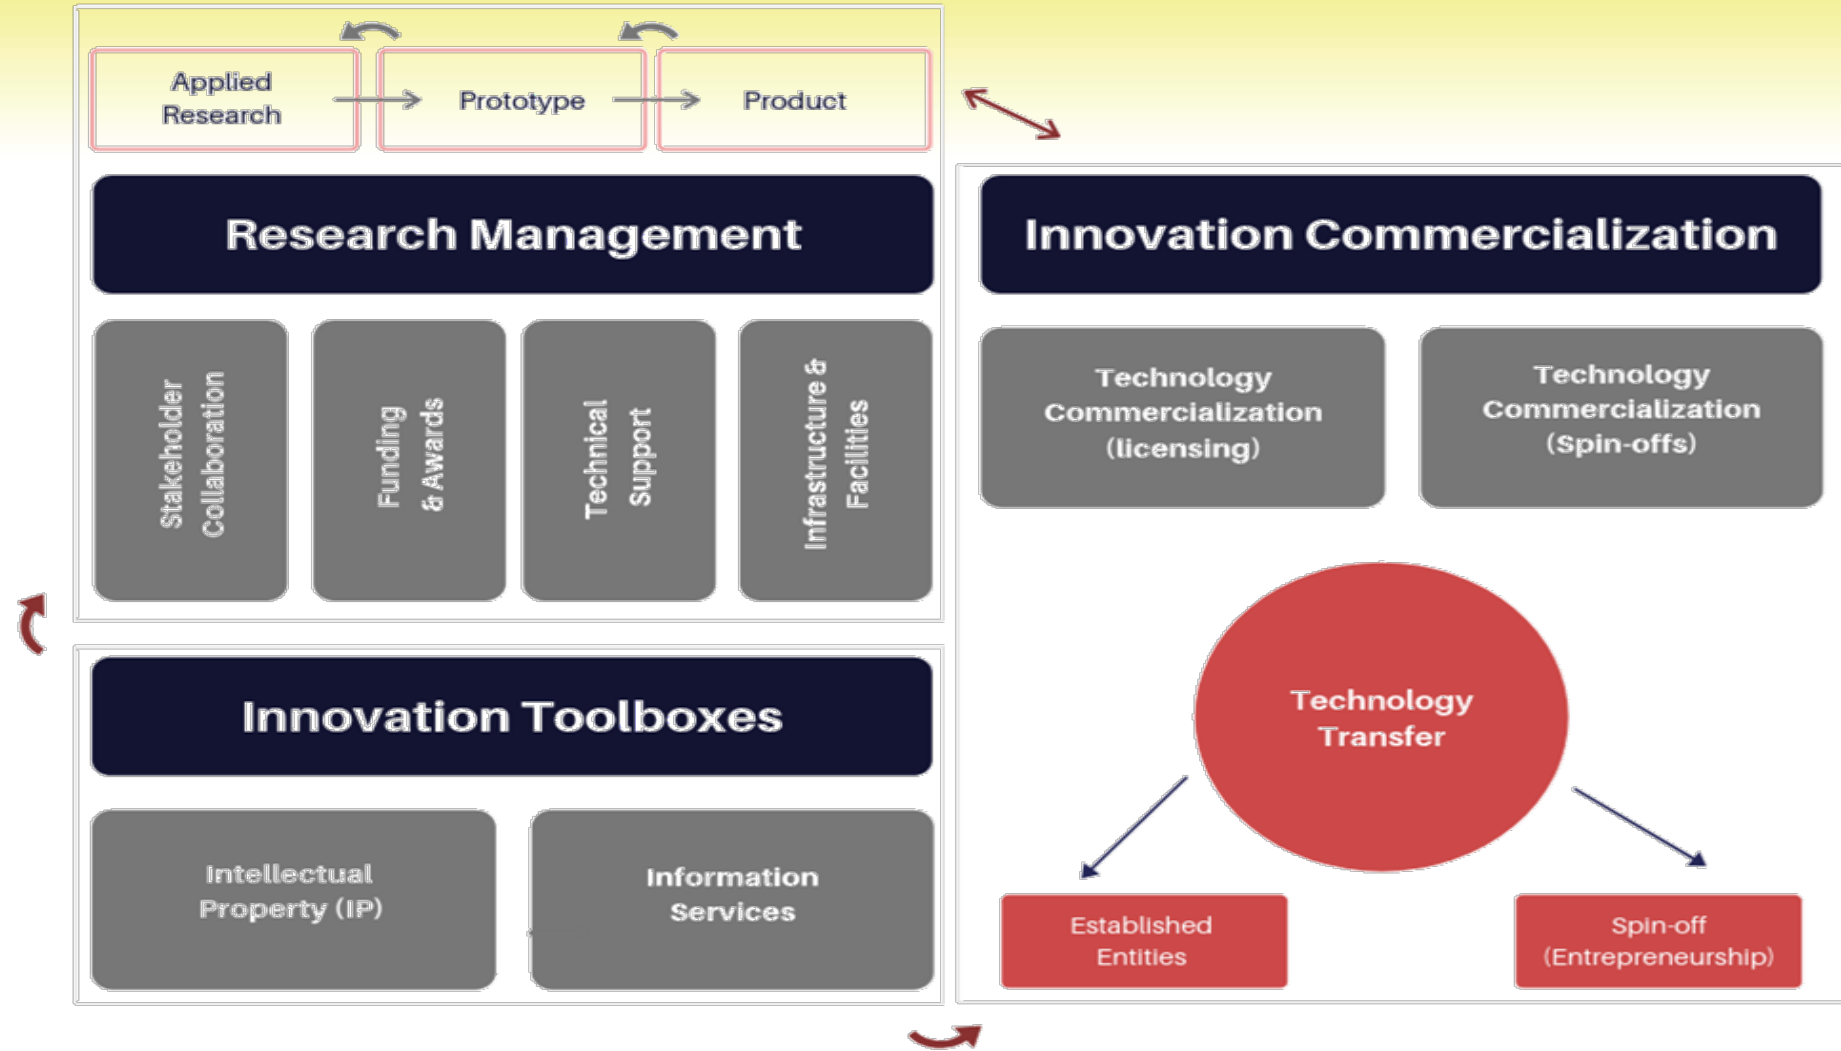 Applied
Research
Prototype
Product
Research Management
Stakeholder
Collaboration
Funding
& Awards
Technical
Support
Infrastructure &
Facilities
Innovation Toolboxes
Intellectual
Property (IP)
Information
Services
Innovation Commercialization
Technology
Commercialization
(licensing)
Technology
Commercialization
(Spin-offs)
Technology
Transfer
Established
Entities
Spin-off
(Entrepreneurship)